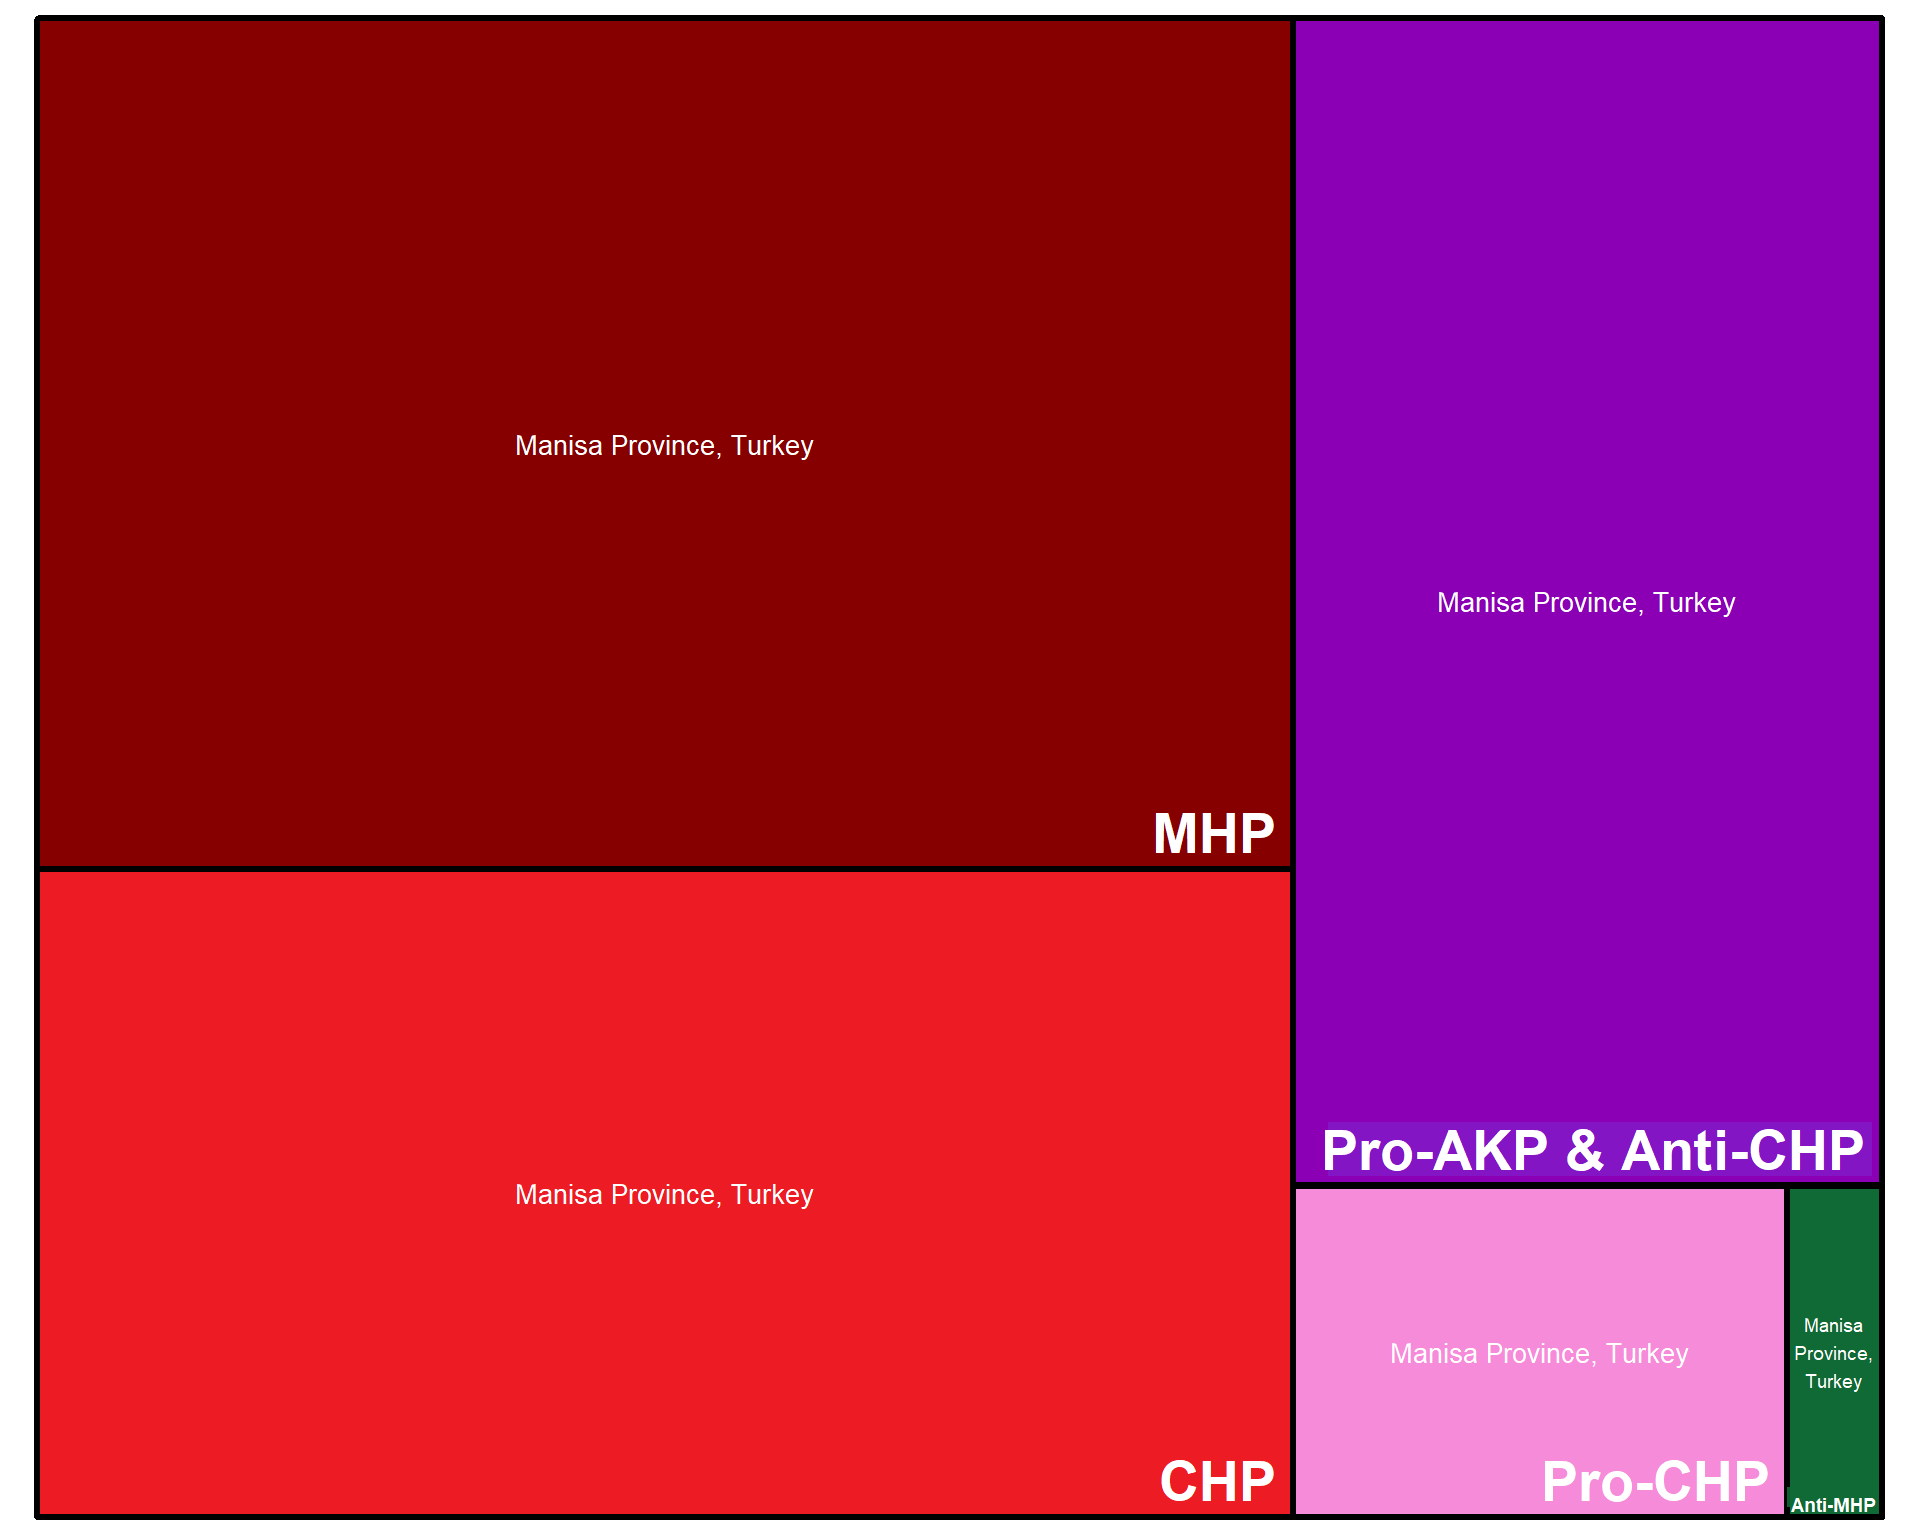 Manisa Province, Turkey
MHP
Manisa Province, Turkey
CHP
Manisa Province, Turkey
Pro-AKP & Anti-CHP
Manisa Province, Turkey
Pro-CHP
Manisa
Province,
Turkey
Anti-MHP